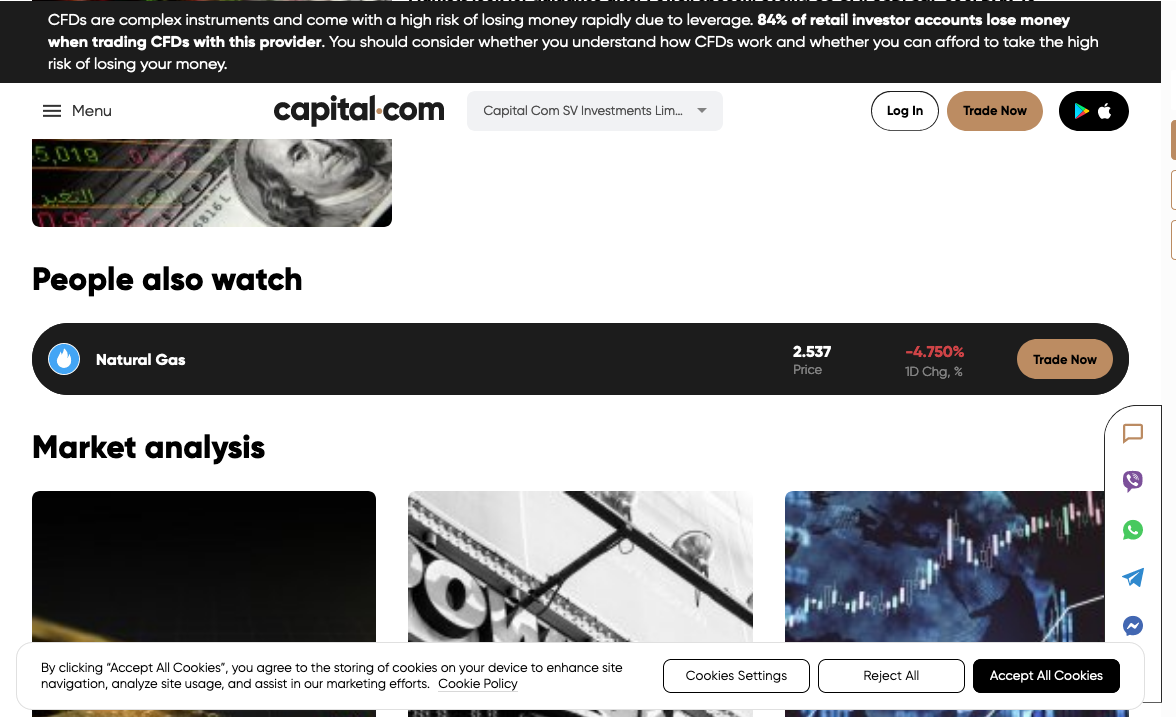 CFDs are complex instruments and come with a high risk of losing money rapidly due to leverage. 84% of retail investor accounts lose money
when trading CFDs with this provider. You should consider whether you understand how CFDs work and whether you can afford to take the high
risk of losing your money.
Menu
capital.com
Capital Com SV Investments Lim...
Log In
Trade Now
5,019
التغير
0.96-
5816 L
People also watch
Natural Gas
2.537
Price
-4.750%
1D Chg, %
Trade Now
Market analysis
By clicking “Accept All Cookies”, you agree to the storing of cookies on your device to enhance site
navigation, analyze site usage, and assist in our marketing efforts. Cookie Policy
Cookies Settings
Reject All
Accept All Cookies